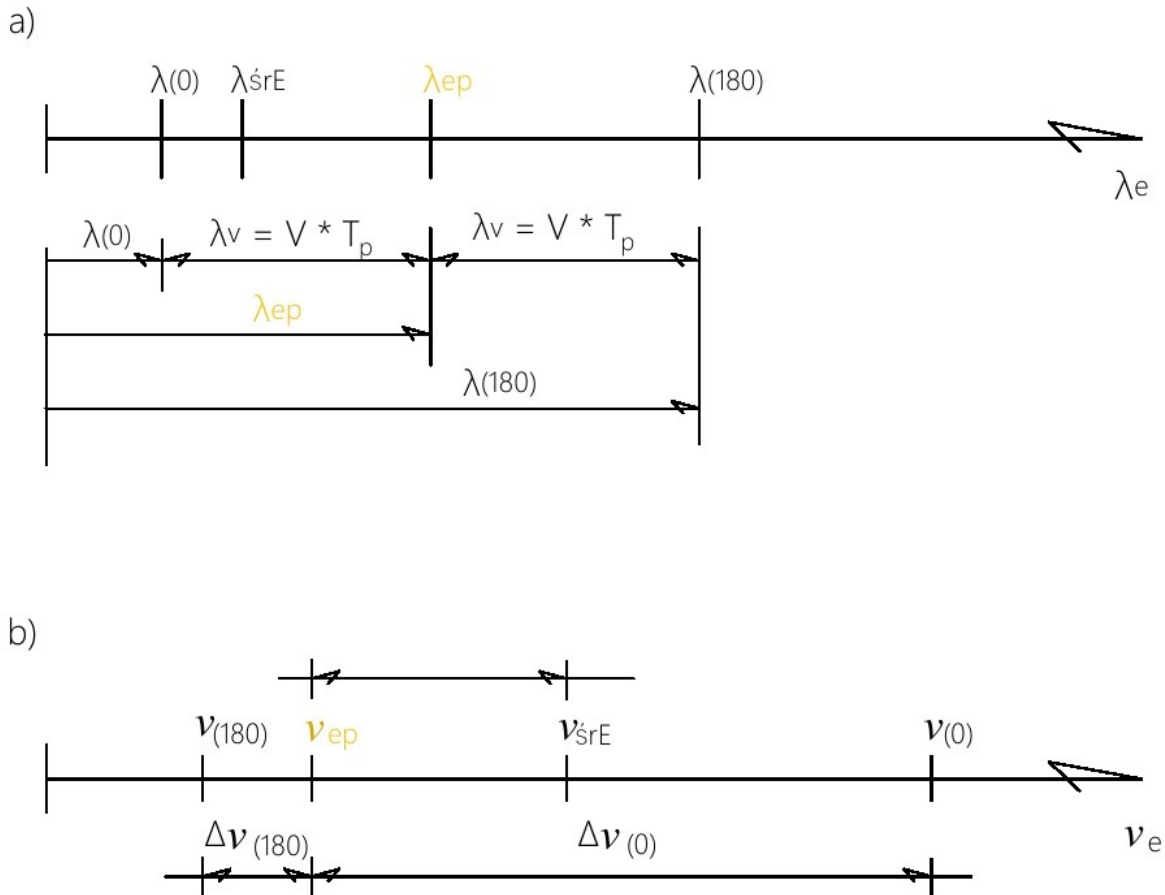 a)
λ(0) λśrE λep λ(180)
λe
λ(0) λv = V * Tp λv = V * Tp
λep
λ(180)
b)
ν(180) νep νśrE ν(0)
Δν(180) Δν(0) νe